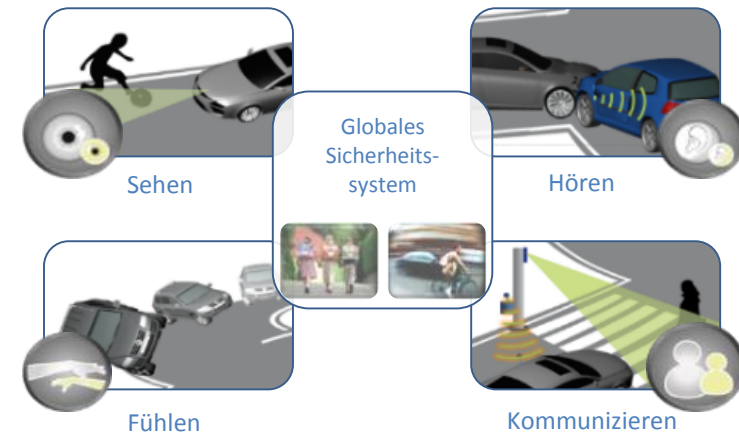 Globales
Sicherheits-
system
Sehen
Hören
Fühlen
Kommunizieren